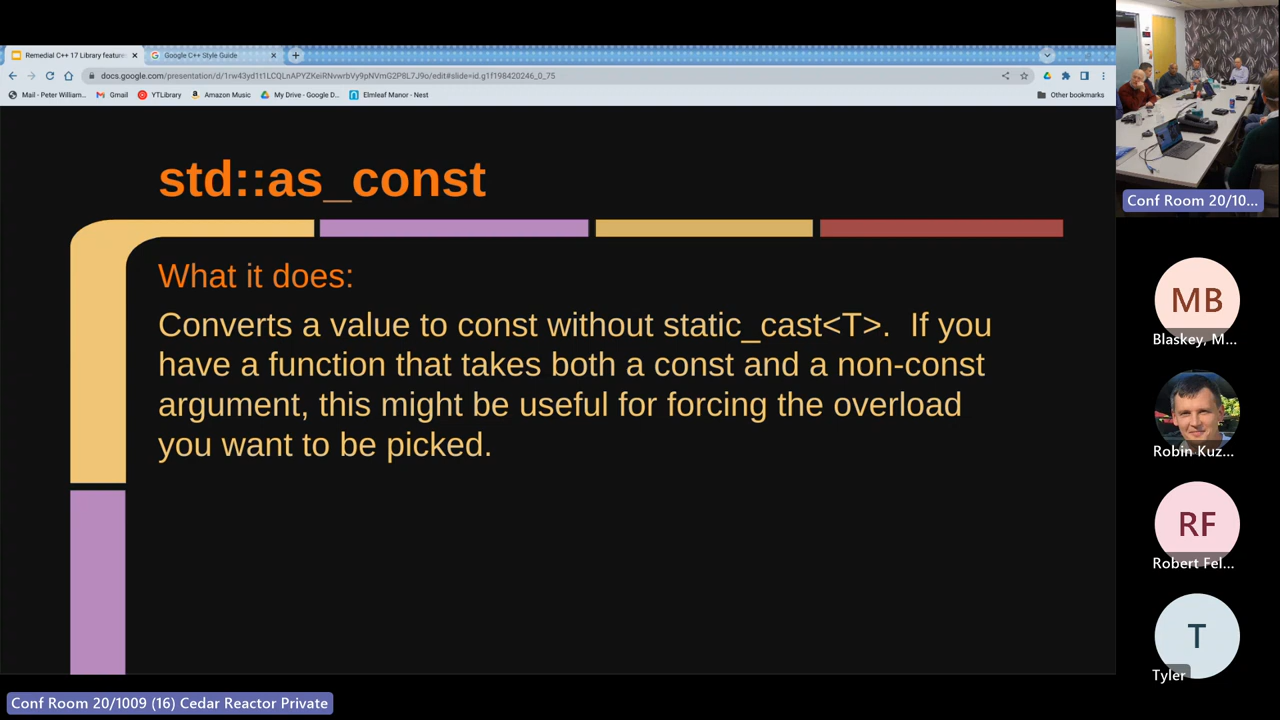 Remedial C++ 17 Library feature
Google C++ Style Guide
docs.google.com/presentation/d/1rw43yd1t1LCQLnAPYZKeiRNvwrbVy9pNVmG2P8L7J9o/edit#slide=id.g1f198420246_0_75
Mail - Peter William...
Gmail
YTLibrary
Amazon Music
My Drive - Google D...
Elmleaf Manor - Nest
Other bookmarks
std::as_const
What it does:
Converts a value to const without static_cast<T>.  If you
have a function that takes both a const and a non-const
argument, this might be useful for forcing the overload
you want to be picked.
Conf Room 20/10...
MB
Blaskey, M...
Robin Kuz...
RF
Robert Fel...
T
Tyler
Conf Room 20/1009 (16) Cedar Reactor Private